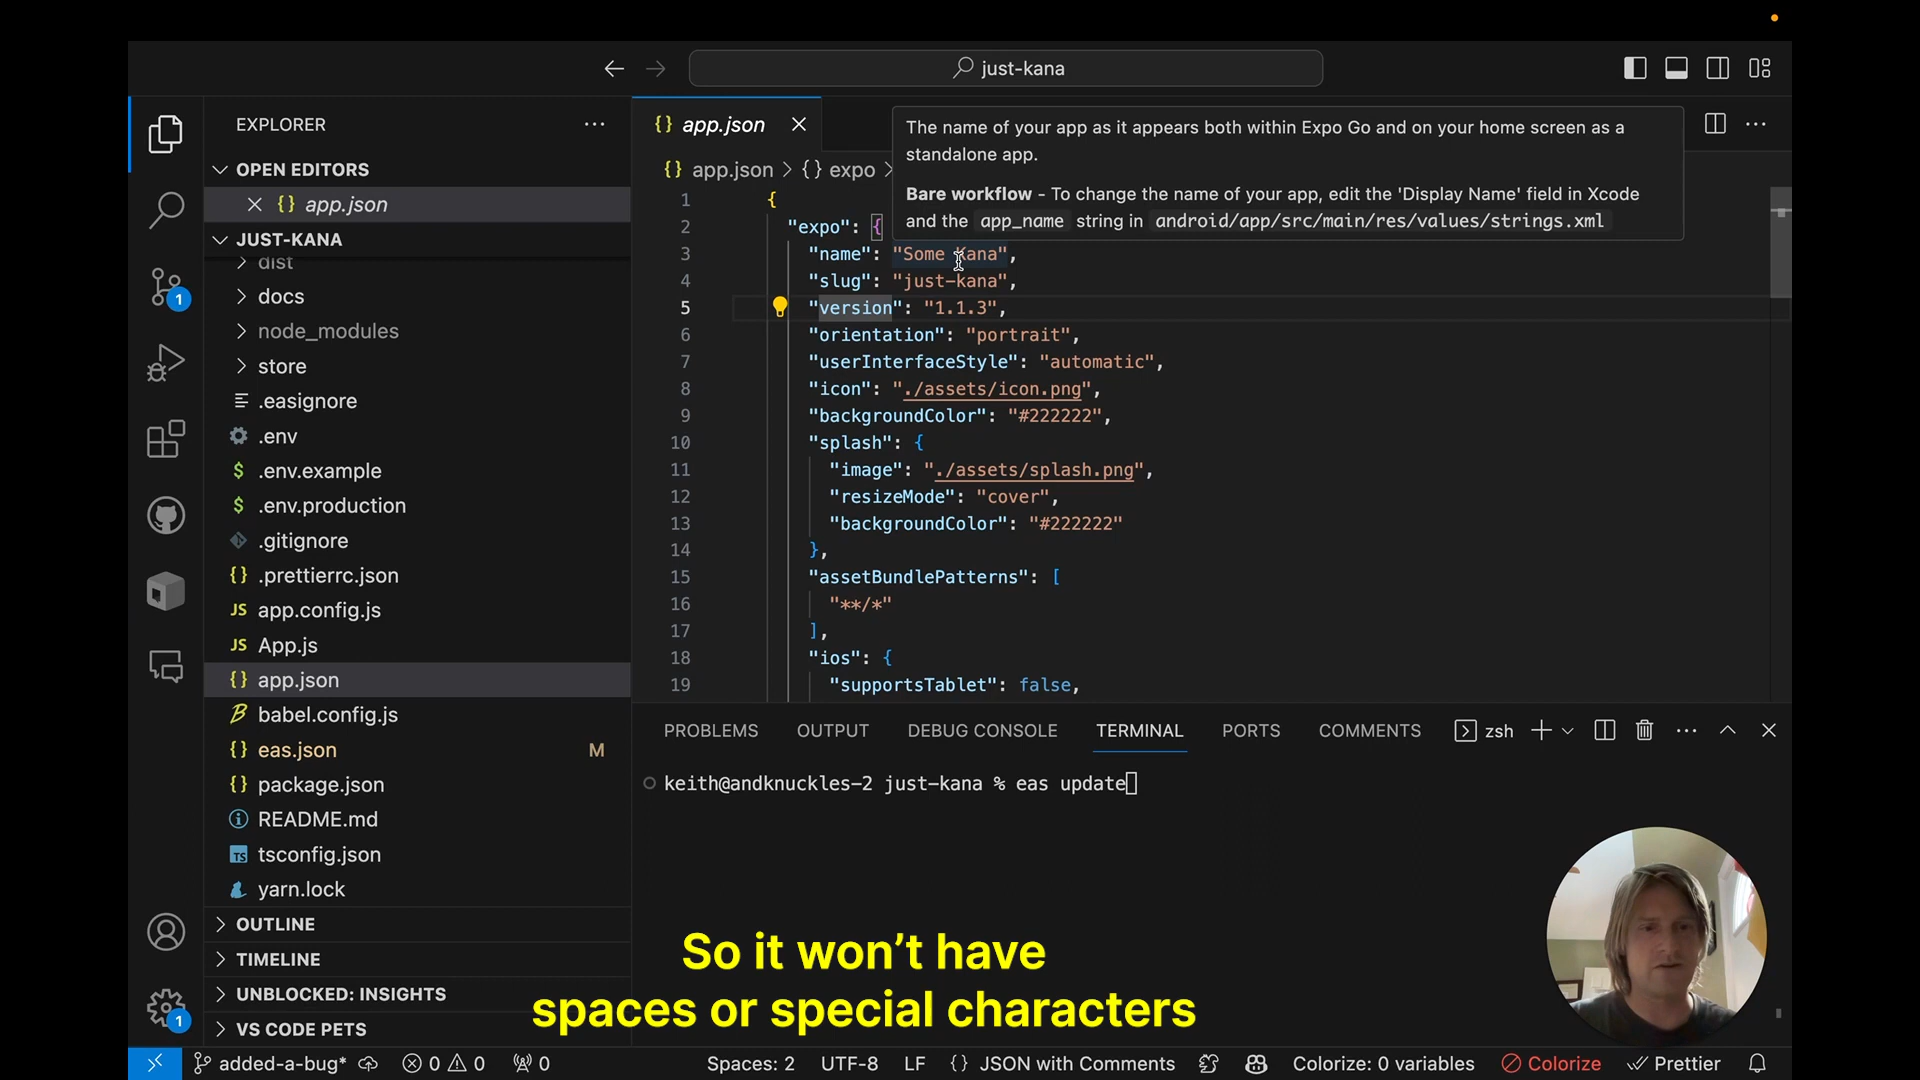 just-kana
EXPLORER
OPEN EDITORS
app.json
JUST-KANA
dist
docs
node_modules
store
.easignore
.env
$ .env.example
$ .env.production
.gitignore
{} .prettierrc.json
JS app.config.js
JS App.js
{} app.json
babel.config.js
{} eas.json M
{} package.json
README.md
TS tsconfig.json
yarn.lock
OUTLINE
TIMELINE
UNBLOCKED: INSIGHTS
VS CODE PETS
1
1
{} app.json
{} app.json > {} expo >
The name of your app as it appears both within Expo Go and on your home screen as a
standalone app.
Bare workflow - To change the name of your app, edit the 'Display Name' field in Xcode
and the app_name string in android/app/src/main/res/values/strings.xml
1 {
2 "expo": {
3 "name": "Some Kana",
4 "slug": "just-kana",
5 "version": "1.1.3",
6 "orientation": "portrait",
7 "userInterfaceStyle": "automatic",
8 "icon": "./assets/icon.png",
9 "backgroundColor": "#222222",
10 "splash": {
11 "image": "./assets/splash.png",
12 "resizeMode": "cover",
13 "backgroundColor": "#222222"
14 },
15 "assetBundlePatterns": [
16 "**/*"
17 ],
18 "ios": {
19 "supportsTablet": false,
PROBLEMS OUTPUT DEBUG CONSOLE TERMINAL PORTS COMMENTS zsh
keith@andknuckles-2 just-kana % eas update
So it won't have
spaces or special characters
added-a-bug* 0 0 0 Spaces: 2 UTF-8 LF {} JSON with Comments Colorize: 0 variables Colorize Prettier